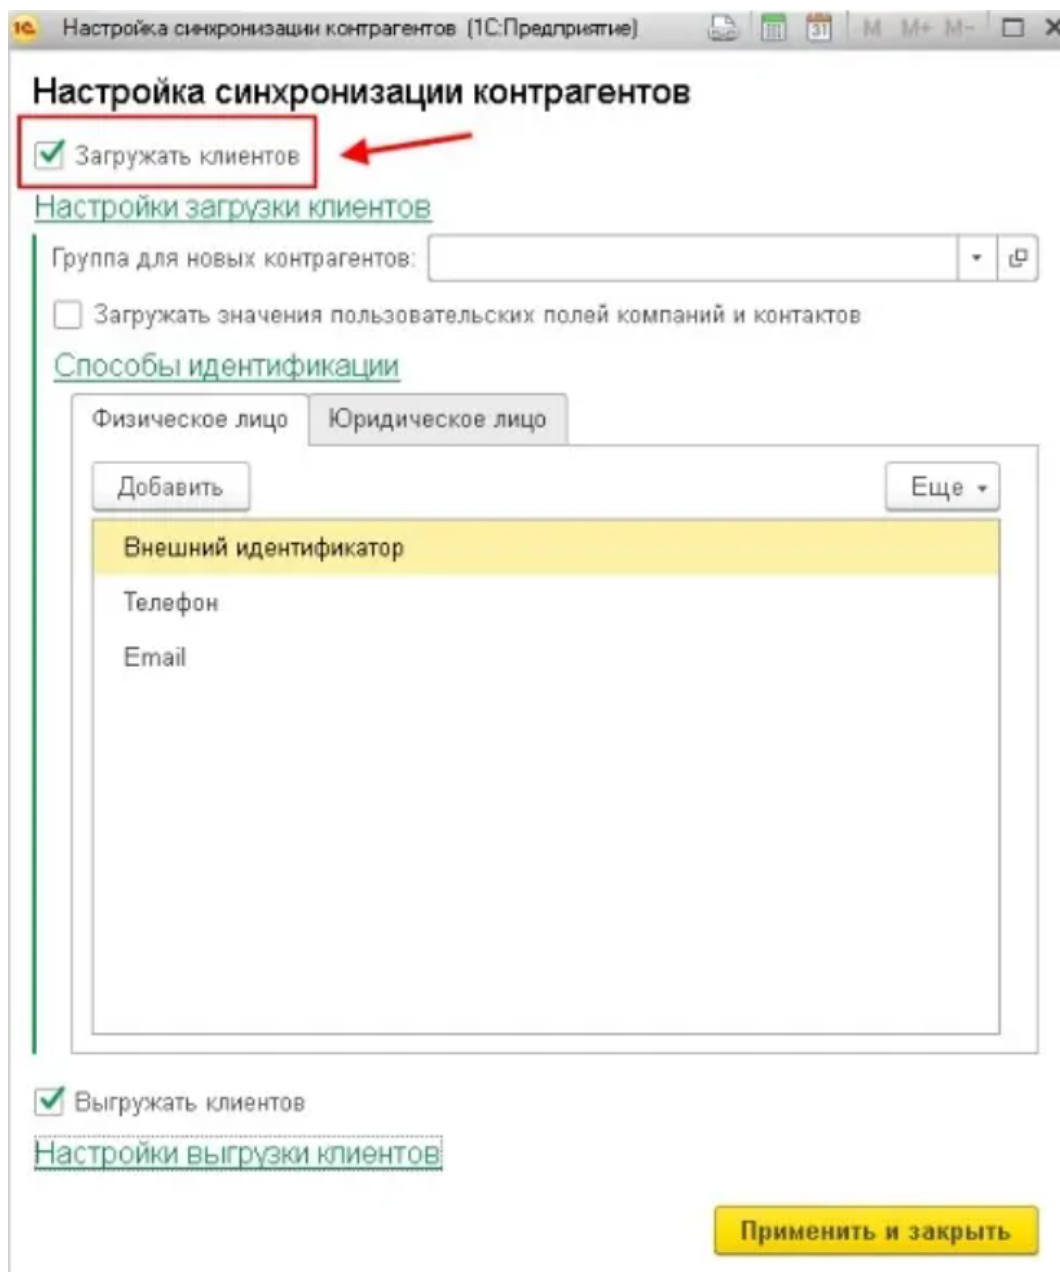 1С Настройка синхронизации контрагентов (1С:Предприятие) 31 M M+ M-
Настройка синхронизации контрагентов
Загружать клиентов
Настройки загрузки клиентов
Группа для новых контрагентов:
Загружать значения пользовательских полей компаний и контактов
Способы идентификации
Физическое лицо Юридическое лицо
Добавить Еще
Внешний идентификатор
Телефон
Email
Выгружать клиентов
Настройки выгрузки клиентов
Применить и закрыть